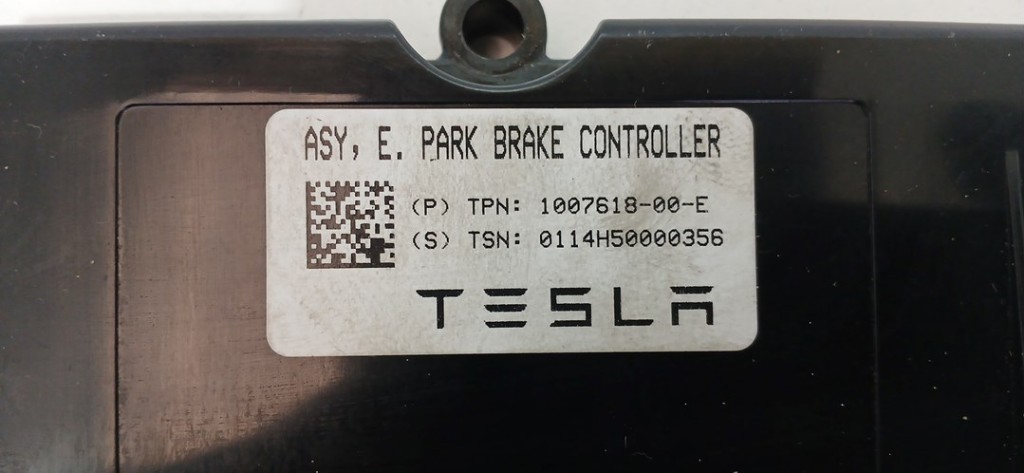 ASY, E. PARK BRAKE CONTROLLER
(P) TPN: 1007618-00-E
(S) TSN: 0114H50000356
TESLA